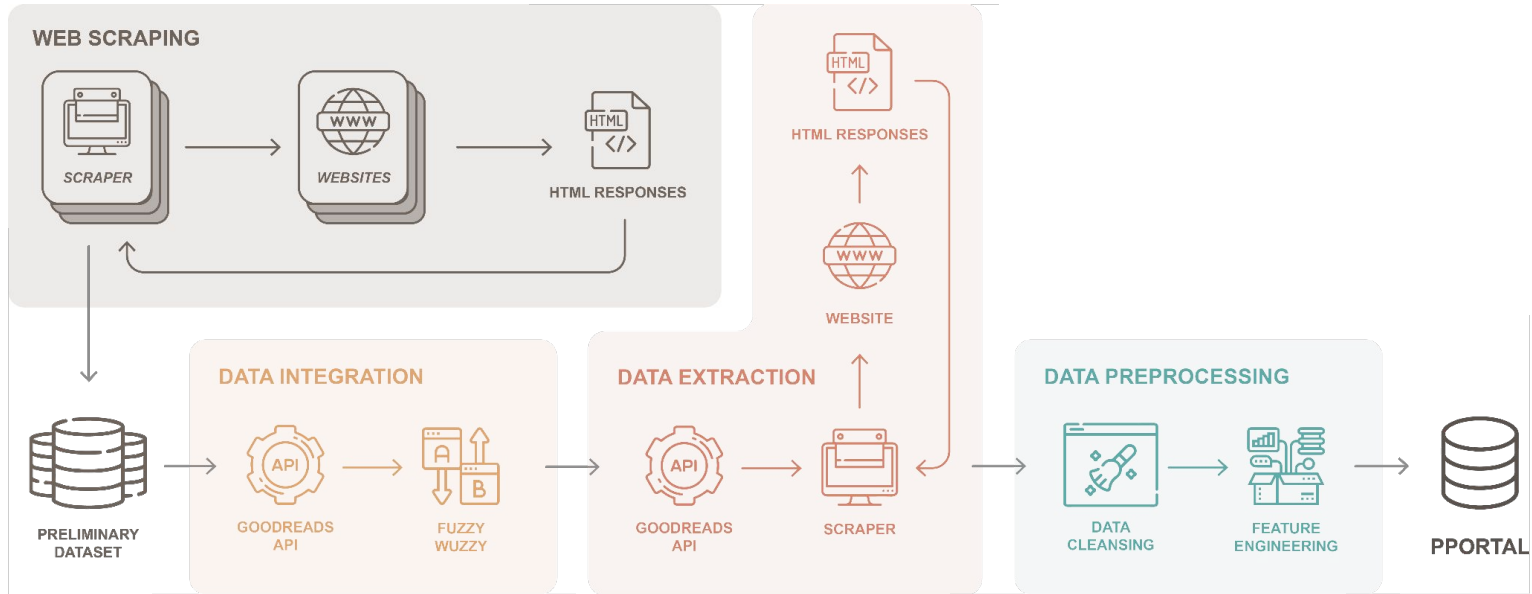 WEB SCRAPING
SCRAPER
WWW
WEBSITES
HTML
</>
HTML RESPONSES
HTML
</>
HTML RESPONSES
WWW
WEBSITE
PRELIMINARY
DATASET
DATA INTEGRATION
API
GOODREADS
API
A
B
FUZZY
WUZZY
DATA EXTRACTION
API
GOODREADS
API
SCRAPER
DATA PREPROCESSING
DATA
CLEANSING
FEATURE
ENGINEERING
PPORTAL